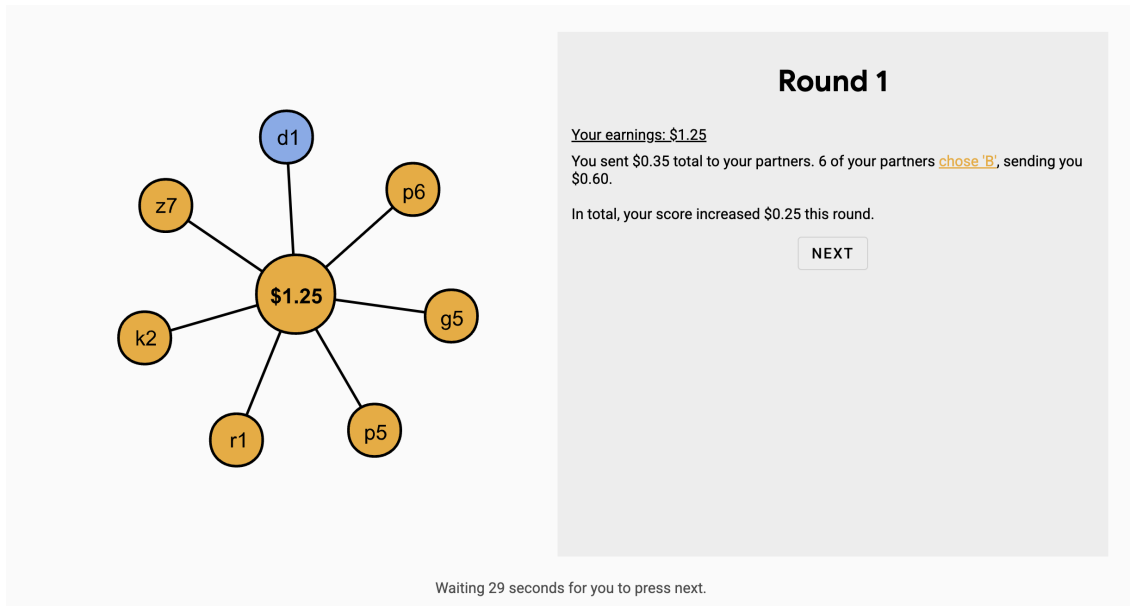 Round 1
Your earnings: $1.25
You sent $0.35 total to your partners. 6 of your partners chose 'B', sending you
$0.60.
In total, your score increased $0.25 this round.
NEXT
d1
p6
z7
$1.25
g5
k2
p5
r1
Waiting 29 seconds for you to press next.